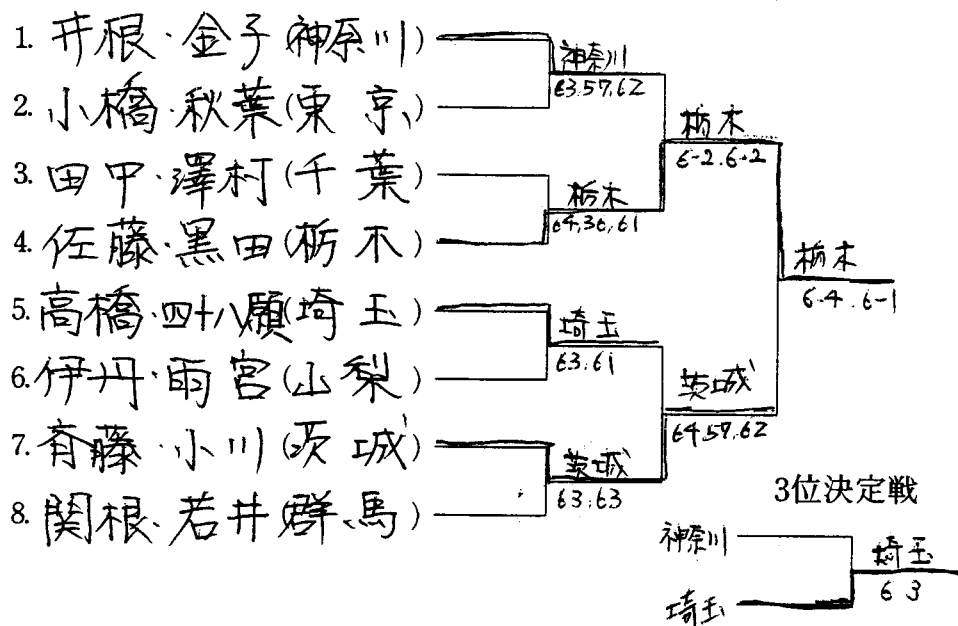 1. 井根・金子(神奈川)
神奈川
63.57.62
2. 小橋・秋葉(東京)
栃木
6-2.6-2
3. 田中・澤村(千葉)
栃木
64,36,61
4. 佐藤・黒田(栃木)
栃木
6-4.6-1
5. 高橋・四十八願(埼玉)
埼玉
63.61
6. 伊丹・雨宮(山梨)
茨城
64,57,62
7. 斉藤・小川(茨城)
茨城
63.63
8. 関根・若井(群馬)
3位決定戦
神奈川
埼玉
6 3
埼玉